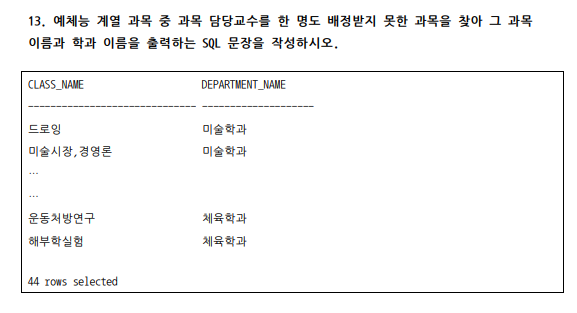 13. 예체능 계열 과목 중 과목 담당교수를 한 명도 배정받지 못한 과목을 찾아 그 과목
이름과 학과 이름을 출력하는 SQL 문장을 작성하시오.
CLASS_NAME DEPARTMENT_NAME
------------------------------ --------------------
드로잉 미술학과
미술시장,경영론 미술학과
…
…
운동처방연구 체육학과
해부학실험 체육학과
44 rows selected